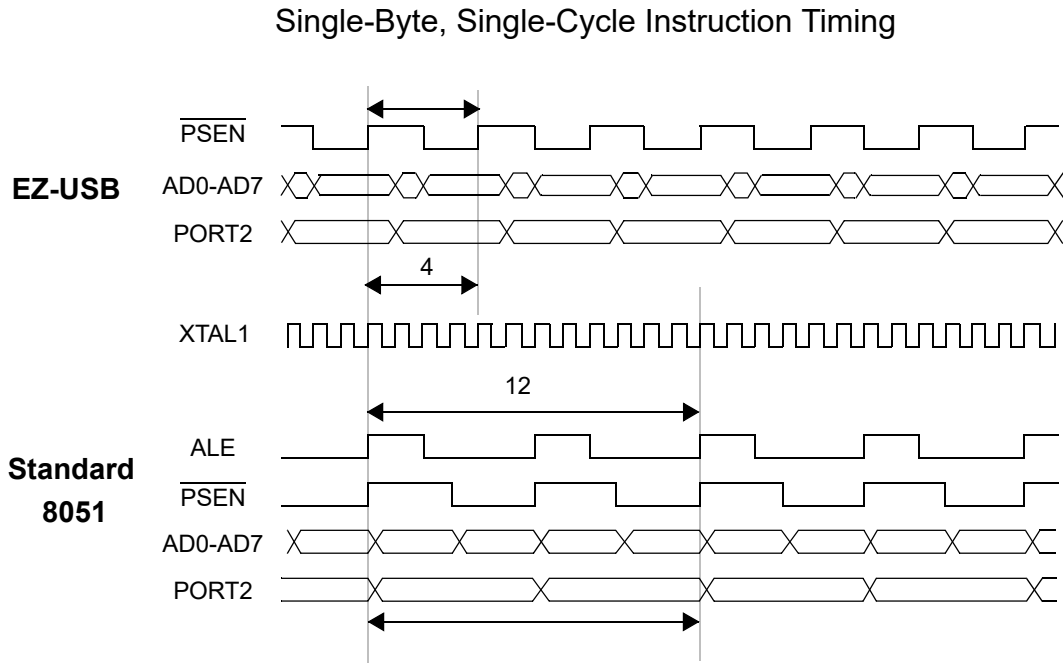 Single-Byte, Single-Cycle Instruction Timing
PSEN
EZ-USB
AD0-AD7
PORT2
4
XTAL1
12
ALE
Standard
8051
PSEN
AD0-AD7
PORT2